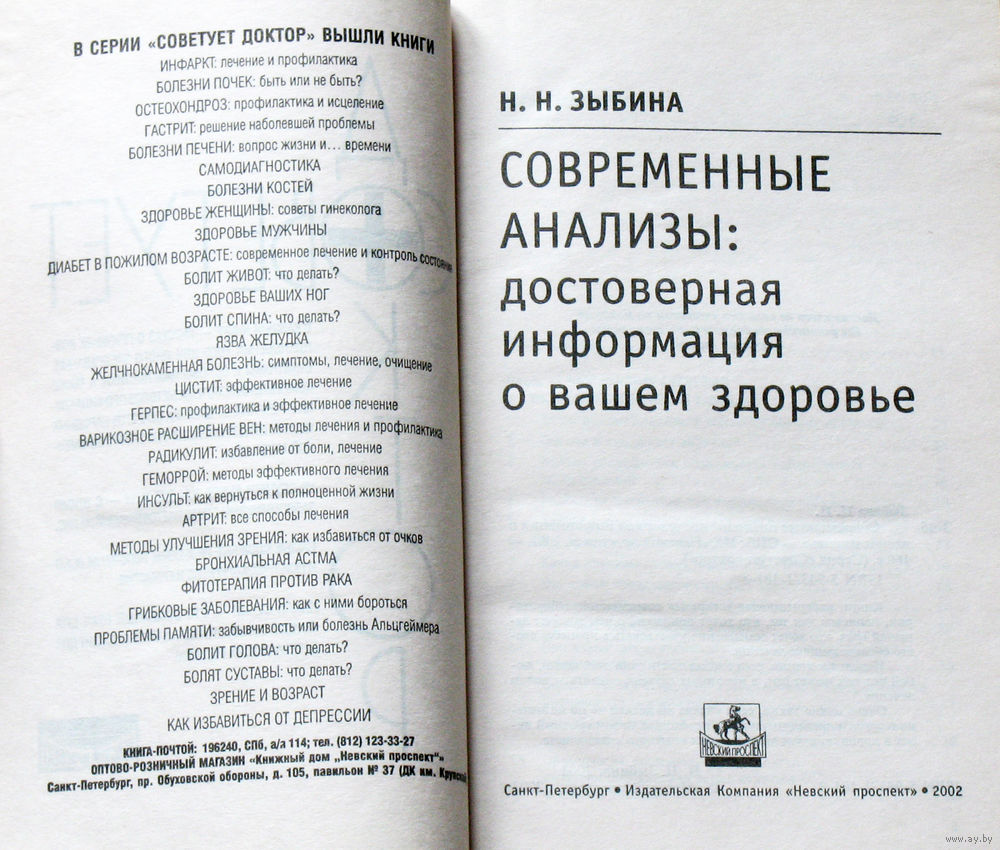 В СЕРИИ «СОВЕТУЕТ ДОКТОР» ВЫШЛИ КНИГИ
ИНФАРКТ: лечение и профилактика
БОЛЕЗНИ ПОЧЕК: быть или не быть?
ОСТЕОХОНДРОЗ: профилактика и исцеление
ГАСТРИТ: решение наболевшей проблемы
БОЛЕЗНИ ПЕЧЕНИ: вопрос жизни и... времени
САМОДИАГНОСТИКА
БОЛЕЗНИ КОСТЕЙ
ЗДОРОВЬЕ ЖЕНЩИНЫ: советы гинеколога
ЗДОРОВЬЕ МУЖЧИНЫ
ДИАБЕТ В ПОЖИЛОМ ВОЗРАСТЕ: современное лечение и контроль состояния
БОЛИТ ЖИВОТ: что делать?
ЗДОРОВЬЕ ВАШИХ НОГ
БОЛИТ СПИНА: что делать?
ЯЗВА ЖЕЛУДКА
ЖЕЛЧНОКАМЕННАЯ БОЛЕЗНЬ: симптомы, лечение, очищение
ЦИСТИТ: эффективное лечение
ГЕРПЕС: профилактика и эффективное лечение
ВАРИКОЗНОЕ РАСШИРЕНИЕ ВЕН: методы лечения и профилактика
РАДИКУЛИТ: избавление от боли, лечение
ГЕМОРРОЙ: методы эффективного лечения
ИНСУЛЬТ: как вернуться к полноценной жизни
АРТРИТ: все способы лечения
МЕТОДЫ УЛУЧШЕНИЯ ЗРЕНИЯ: как избавиться от очков
БРОНХИАЛЬНАЯ АСТМА
ФИТОТЕРАПИЯ ПРОТИВ РАКА
ГРИБКОВЫЕ ЗАБОЛЕВАНИЯ: как с ними бороться
ПРОБЛЕМЫ ПАМЯТИ: забывчивость или болезнь Альцгеймера
БОЛИТ ГОЛОВА: что делать?
БОЛЯТ СУСТАВЫ: что делать?
ЗРЕНИЕ И ВОЗРАСТ
КАК ИЗБАВИТЬСЯ ОТ ДЕПРЕССИИ
КНИГА-ПОЧТОЙ: 196240, СПб, а/я 114; тел. (812) 123-33-27
ОПТОВО-РОЗНИЧНЫЙ МАГАЗИН «Книжный дом „Невский проспект“»
Санкт-Петербург, пр. Обуховской обороны, д. 105, павильон № 37 (ДК им. Крупской
Н. Н. ЗЫБИНА
СОВРЕМЕННЫЕ
АНАЛИЗЫ:
достоверная
информация
о вашем здоровье
НЕВСКИЙ ПРОСПЕКТ
Санкт-Петербург • Издательская Компания «Невский проспект» • 2002
www.ay.by